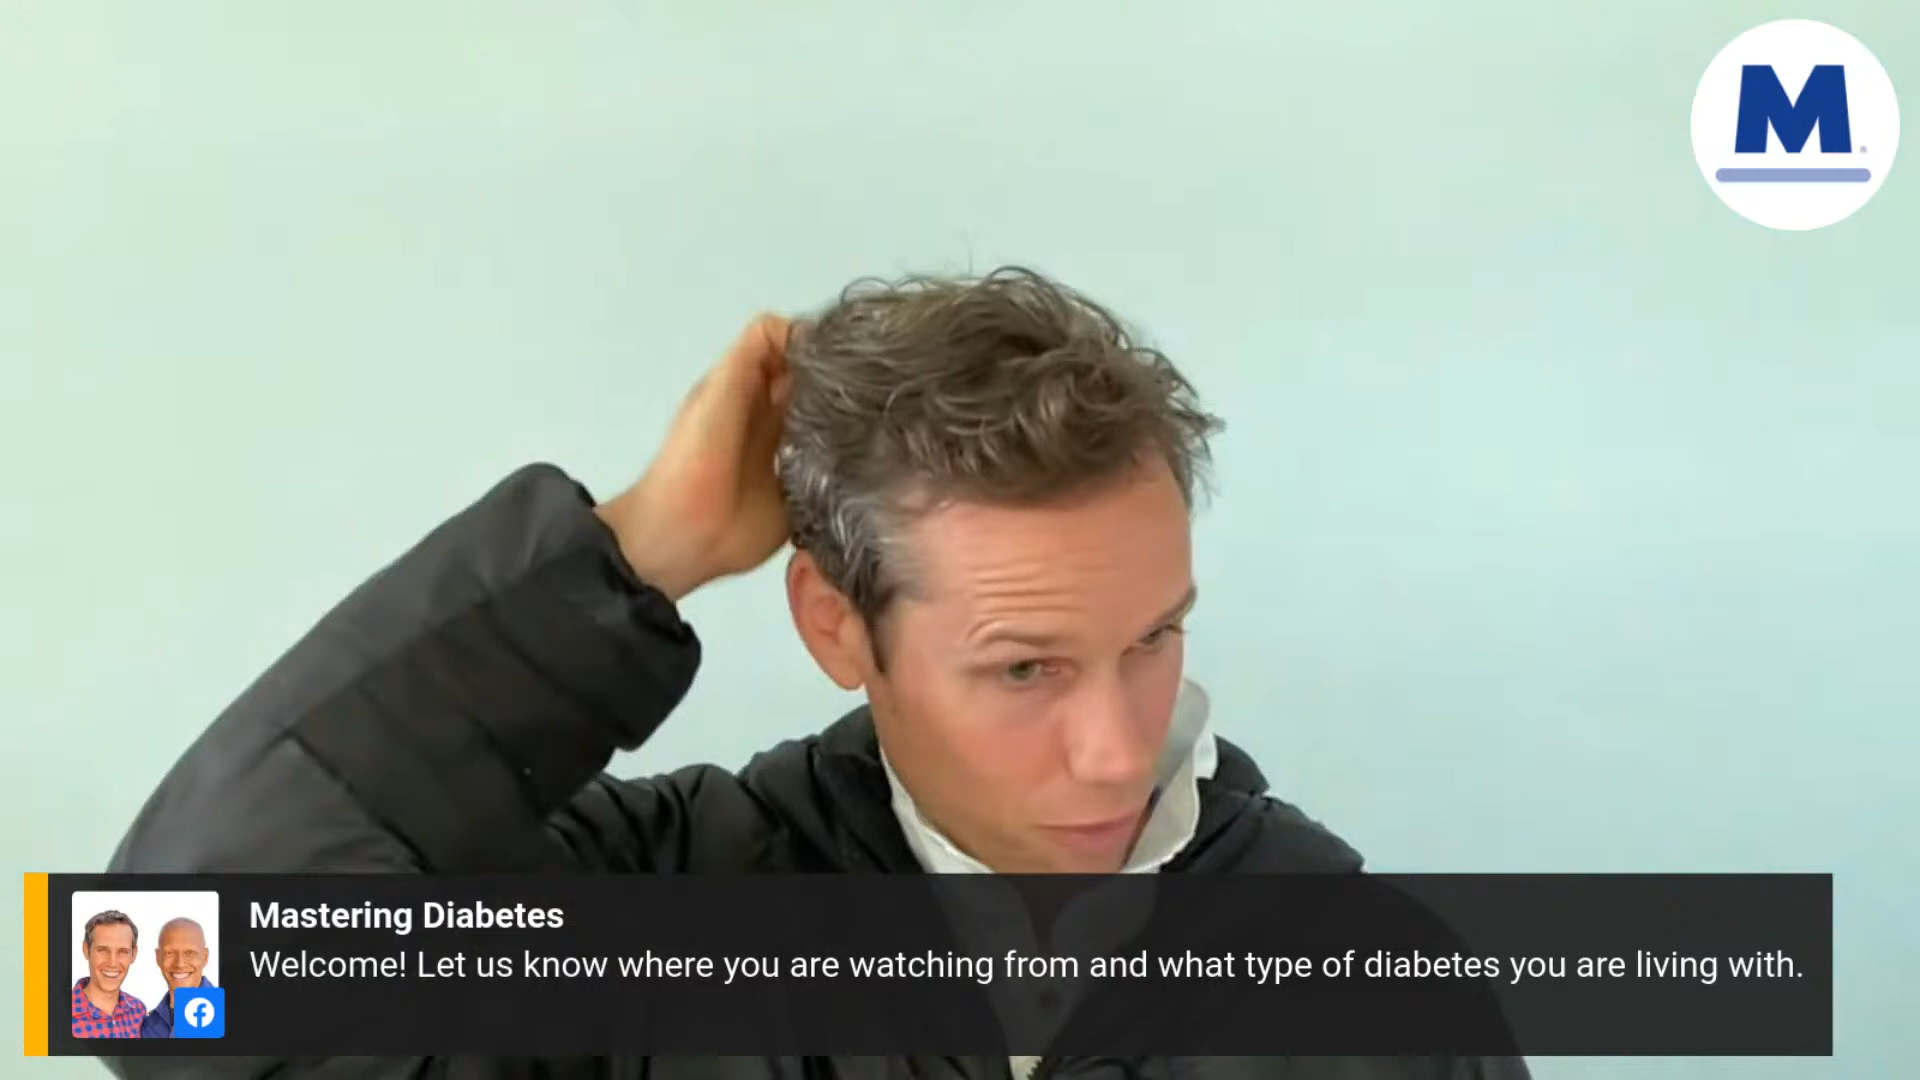 M
Mastering Diabetes
Welcome! Let us know where you are watching from and what type of diabetes you are living with.